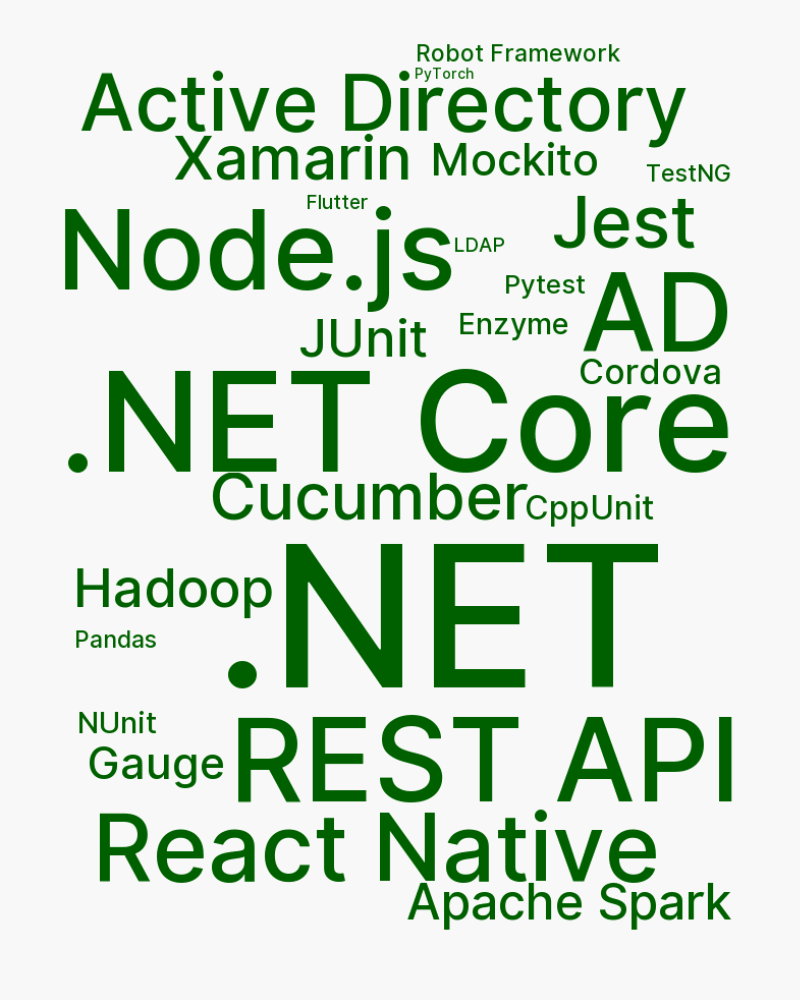 Robot Framework
PyTorch
Active Directory
Xamarin
Mockito
TestNG
Flutter
Node.js
LDAP
Jest
Pytest
AD
Enzyme
JUnit
Cordova
.NET Core
Cucumber
CppUnit
.NET
Hadoop
Pandas
NUnit
REST API
Gauge
React Native
Apache Spark